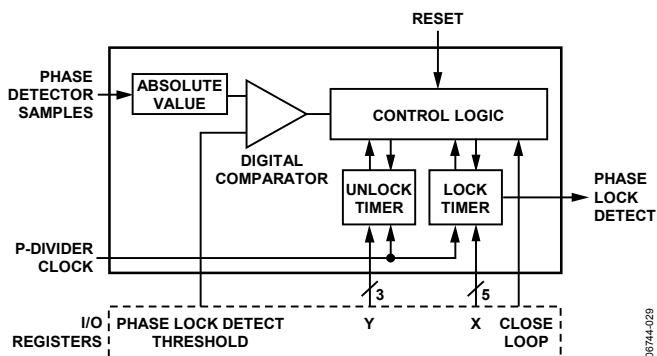 RESET
PHASE
DETECTOR
SAMPLES
ABSOLUTE
VALUE
CONTROL LOGIC
DIGITAL
COMPARATOR
UNLOCK
TIMER
LOCK
TIMER
PHASE
LOCK
DETECT
P-DIVIDER
CLOCK
3
5
I/O
REGISTERS
PHASE LOCK DETECT
THRESHOLD
Y
X
CLOSE
LOOP
06744-029